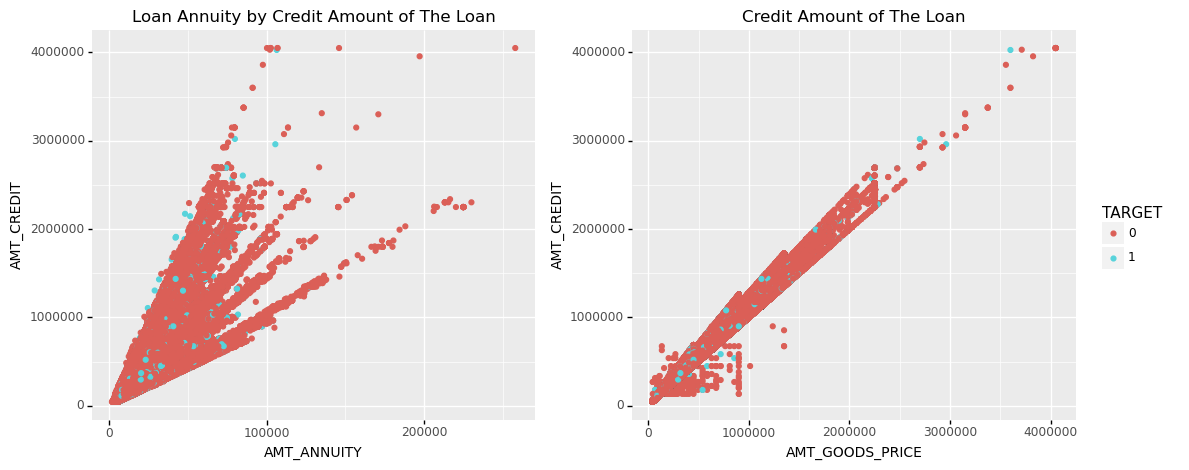 Loan Annuity by Credit Amount of The Loan
4000000
3000000
2000000
1000000
0
AMT_CREDIT
0
100000
200000
AMT_ANNUITY
Credit Amount of The Loan
4000000
3000000
2000000
1000000
0
AMT_CREDIT
0
1000000
2000000
3000000
4000000
AMT_GOODS_PRICE
TARGET
0
1